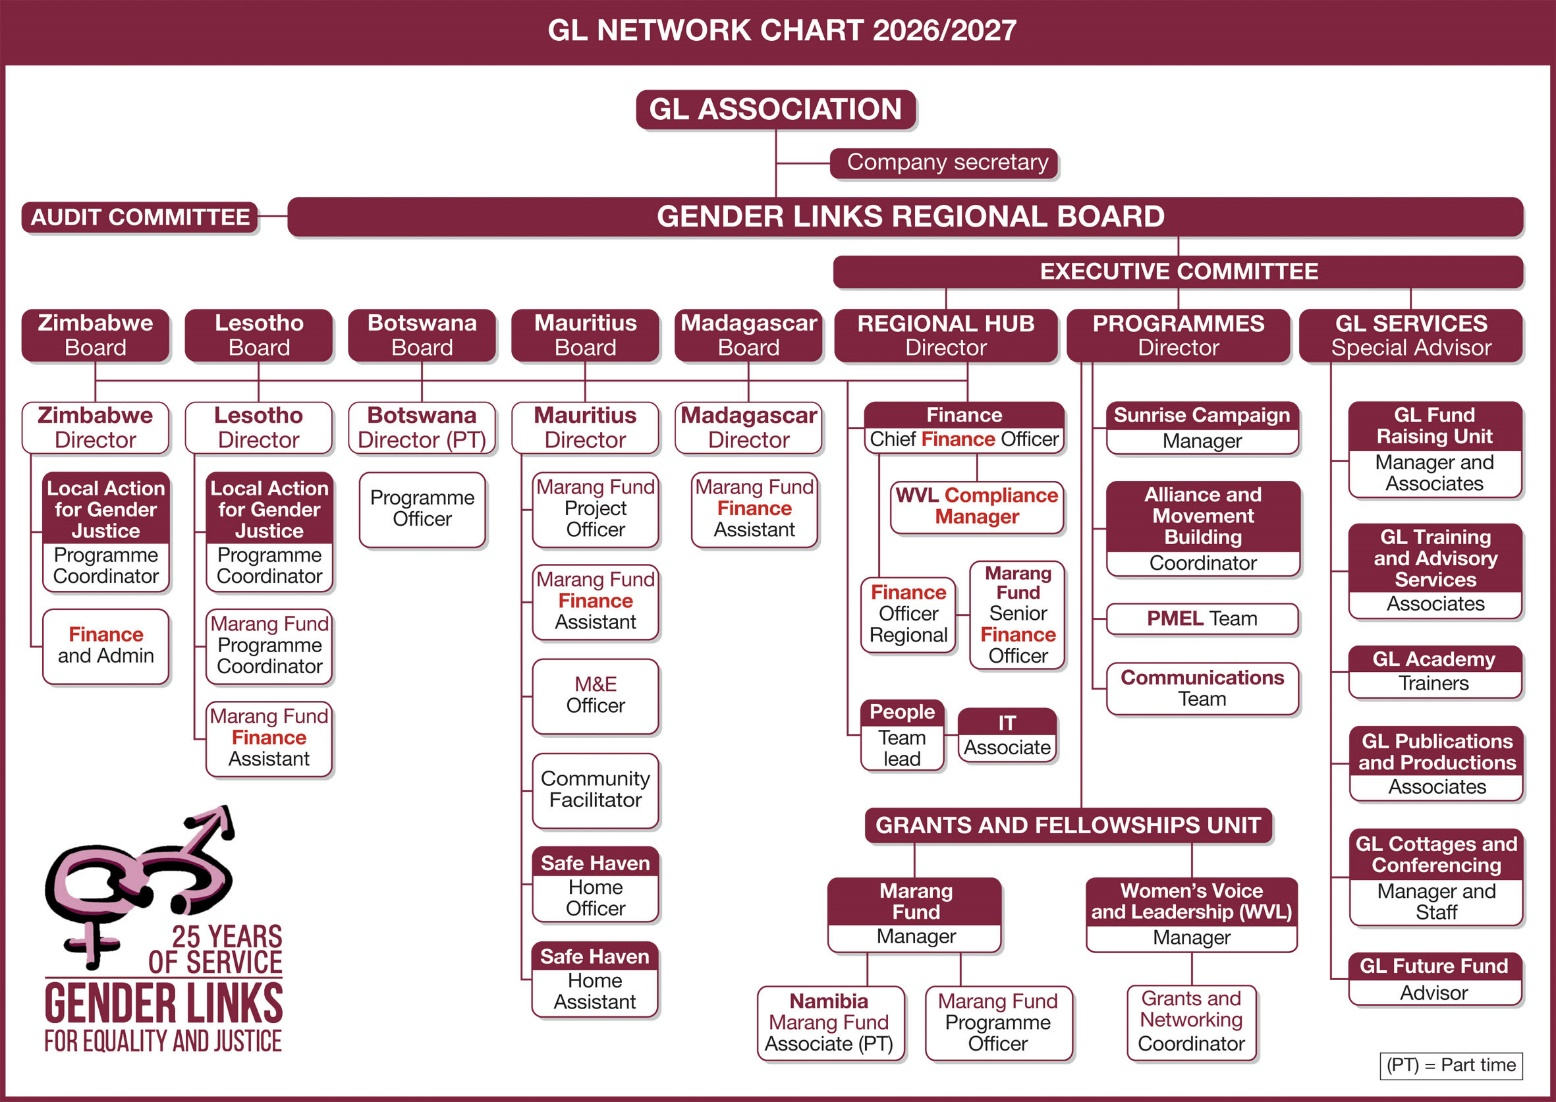 GL NETWORK CHART 2026/2027
GL ASSOCIATION
Company secretary
AUDIT COMMITTEE
GENDER LINKS REGIONAL BOARD
EXECUTIVE COMMITTEE
Zimbabwe
Board
Lesotho
Board
Botswana
Board
Mauritius
Board
Madagascar
Board
REGIONAL HUB
Director
PROGRAMMES
Director
GL SERVICES
Special Advisor
Zimbabwe
Director
Local Action
for Gender
Justice
Programme
Coordinator
Finance
and Admin
Lesotho
Director
Local Action
for Gender
Justice
Programme
Coordinator
Marang Fund
Programme
Coordinator
Marang Fund
Finance
Assistant
Botswana
Director (PT)
Programme
Officer
Mauritius
Director
Marang Fund
Project
Officer
Marang Fund
Finance
Assistant
M&E
Officer
Community
Facilitator
Safe Haven
Home
Officer
Safe Haven
Home
Assistant
Madagascar
Director
Marang Fund
Finance
Assistant
Finance
Chief Finance Officer
WVL Compliance
Manager
Finance
Officer
Regional
Marang
Fund
Senior
Finance
Officer
People
Team
lead
IT
Associate
Sunrise Campaign
Manager
Alliance and
Movement
Building
Coordinator
PMEL Team
Communications
Team
GRANTS AND FELLOWSHIPS UNIT
Marang
Fund
Manager
Namibia
Marang Fund
Associate (PT)
Marang Fund
Programme
Officer
Women's Voice
and Leadership (WVL)
Manager
Grants and
Networking
Coordinator
GL Fund
Raising Unit
Manager and
Associates
GL Training
and Advisory
Services
Associates
GL Academy
Trainers
GL Publications
and Productions
Associates
GL Cottages and
Conferencing
Manager and
Staff
GL Future Fund
Advisor
25 YEARS
OF SERVICE
GENDER LINKS
FOR EQUALITY AND JUSTICE
(PT) = Part time